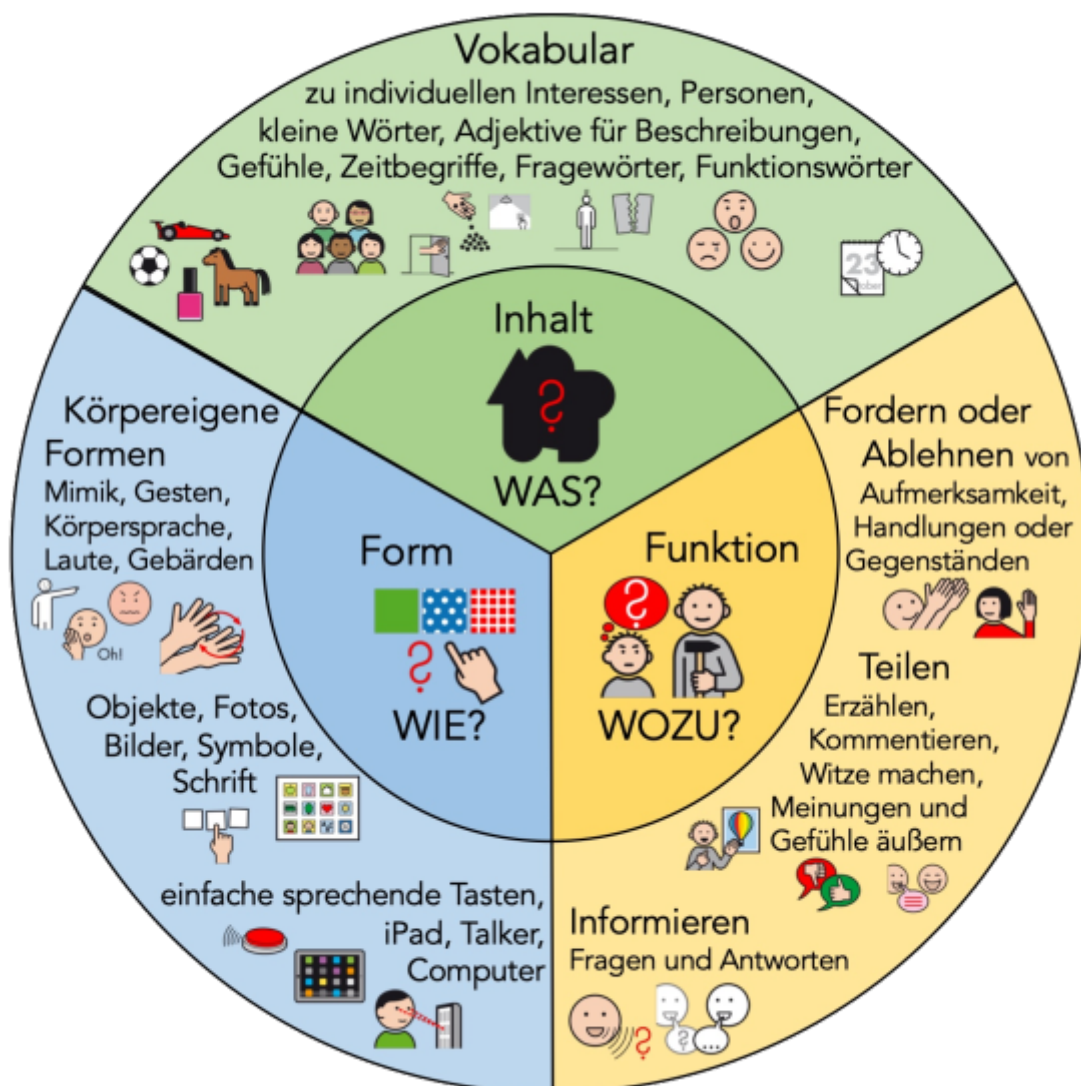 Vokabular
zu individuellen Interessen, Personen,
kleine Wörter, Adjektive für Beschreibungen,
Gefühle, Zeitbegriffe, Fragewörter, Funktionswörter
23
ober
Inhalt
?
WAS?
Körpereigene
Formen
Mimik, Gesten,
Körpersprache,
Laute, Gebärden
Oh!
Objekte, Fotos,
Bilder, Symbole,
Schrift
einfache sprechende Tasten,
iPad, Talker,
Computer
Form
?
WIE?
Funktion
?
WOZU?
Fordern oder
Ablehnen von
Aufmerksamkeit,
Handlungen oder
Gegenständen
Teilen
Erzählen,
Kommentieren,
Witze machen,
Meinungen und
Gefühle äußern
Informieren
Fragen und Antworten
?
?
...